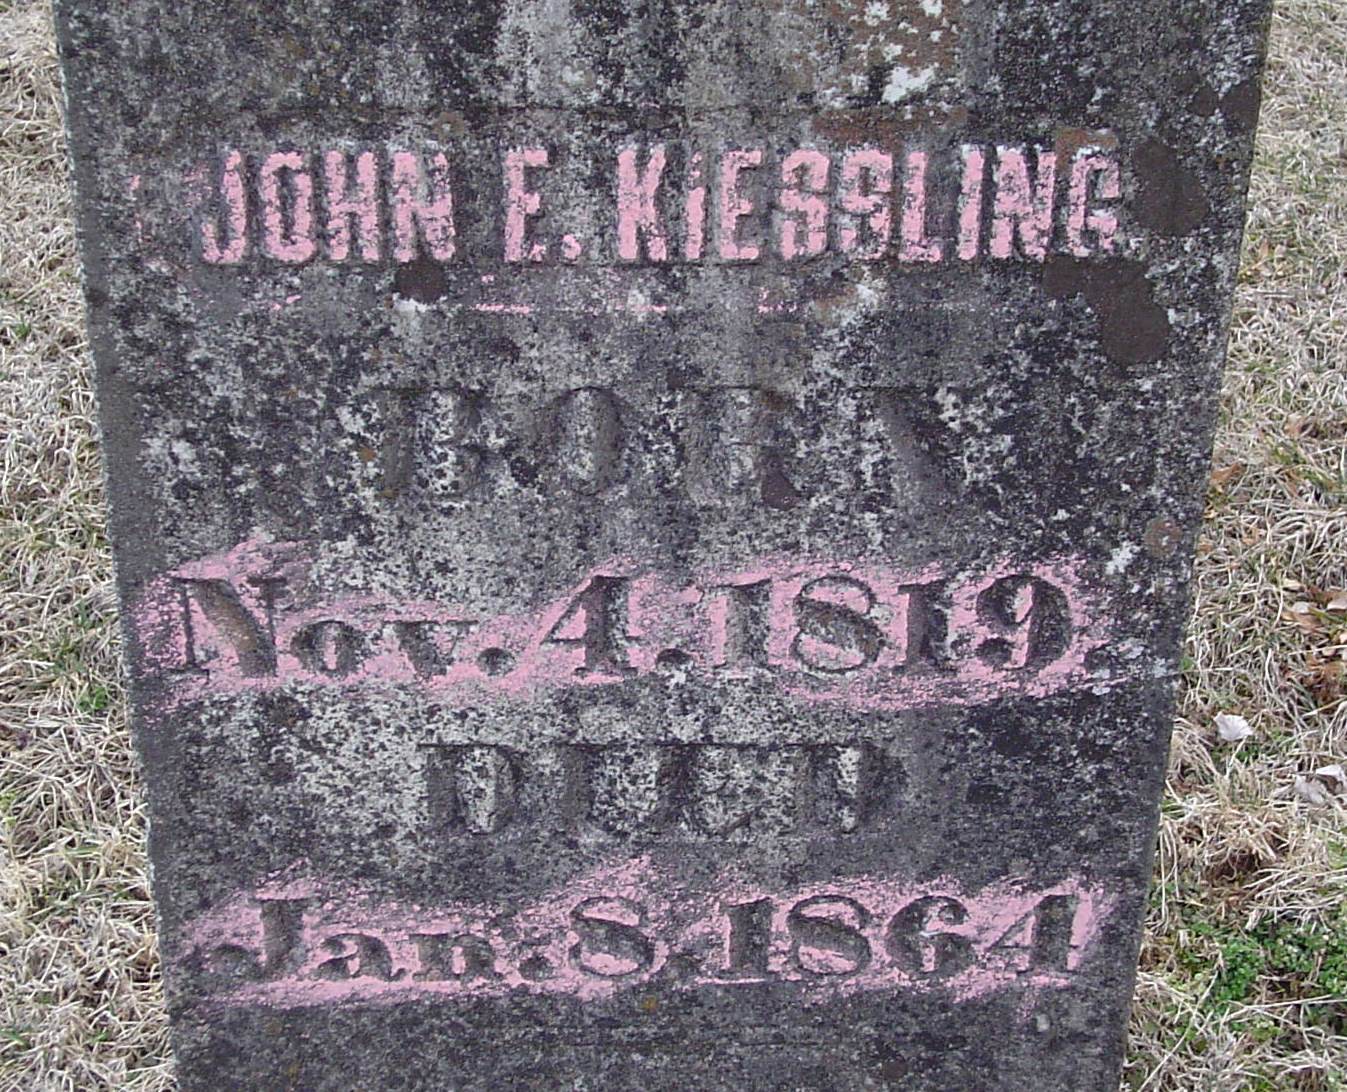 JOHN E. KIESSLING
BORN
Nov. 4. 1819.
DIED
Jan. 8. 1864